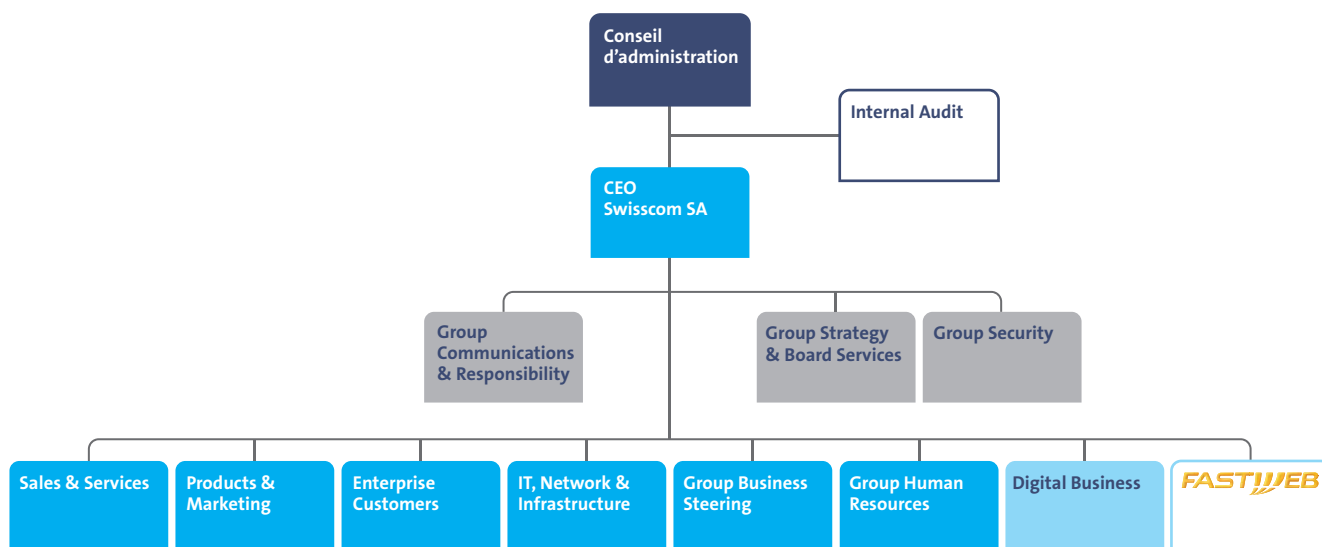 Conseil
d'administration
Internal Audit
CEO
Swisscom SA
Group
Communications
& Responsibility
Group Strategy
& Board Services
Group Security
Sales & Services
Products &
Marketing
Enterprise
Customers
IT, Network &
Infrastructure
Group Business
Steering
Group Human
Resources
Digital Business
FASTWEB